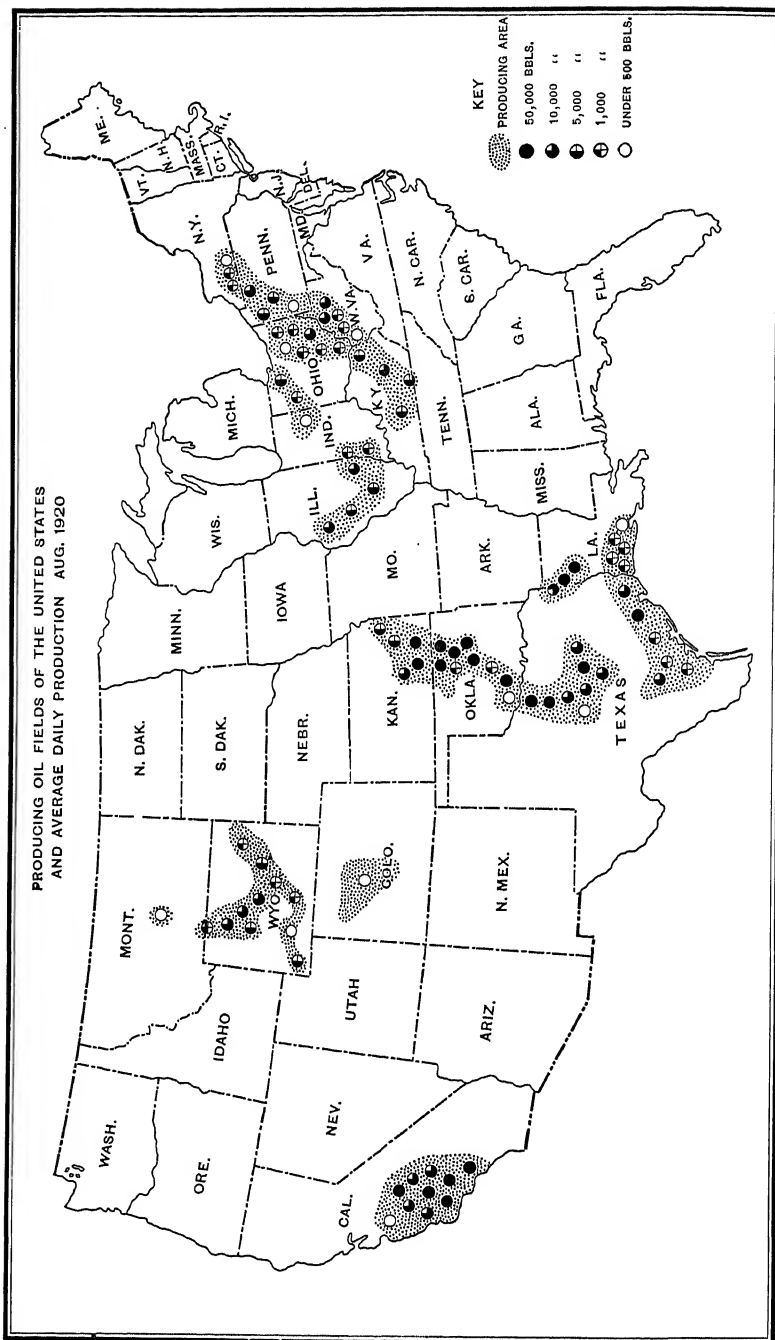 PRODUCING OIL FIELDS OF THE UNITED STATES
AND AVERAGE DAILY PRODUCTION AUG. 1920
WASH.
ORE.
CAL.
NEV.
IDAHO
MONT.
WYO.
UTAH
COLO.
ARIZ.
N. MEX.
N. DAK.
S. DAK.
NEBR.
KAN.
OKLA
TEXAS
MINN.
IOWA
MO.
ARK.
LA.
WIS.
ILL.
MICH.
IND.
OHIO
KY.
TENN.
MISS.
ALA.
GA.
FLA.
S. CAR.
N. CAR.
VA.
W. VA.
MD.
DEL.
PENN.
N.J.
N.Y.
CT.
R.I.
MASS.
VT.
N.H.
ME.
KEY
PRODUCING AREA
50,000 BBLS.
10,000 "
5,000 "
1,000 "
UNDER 500 BBLS.